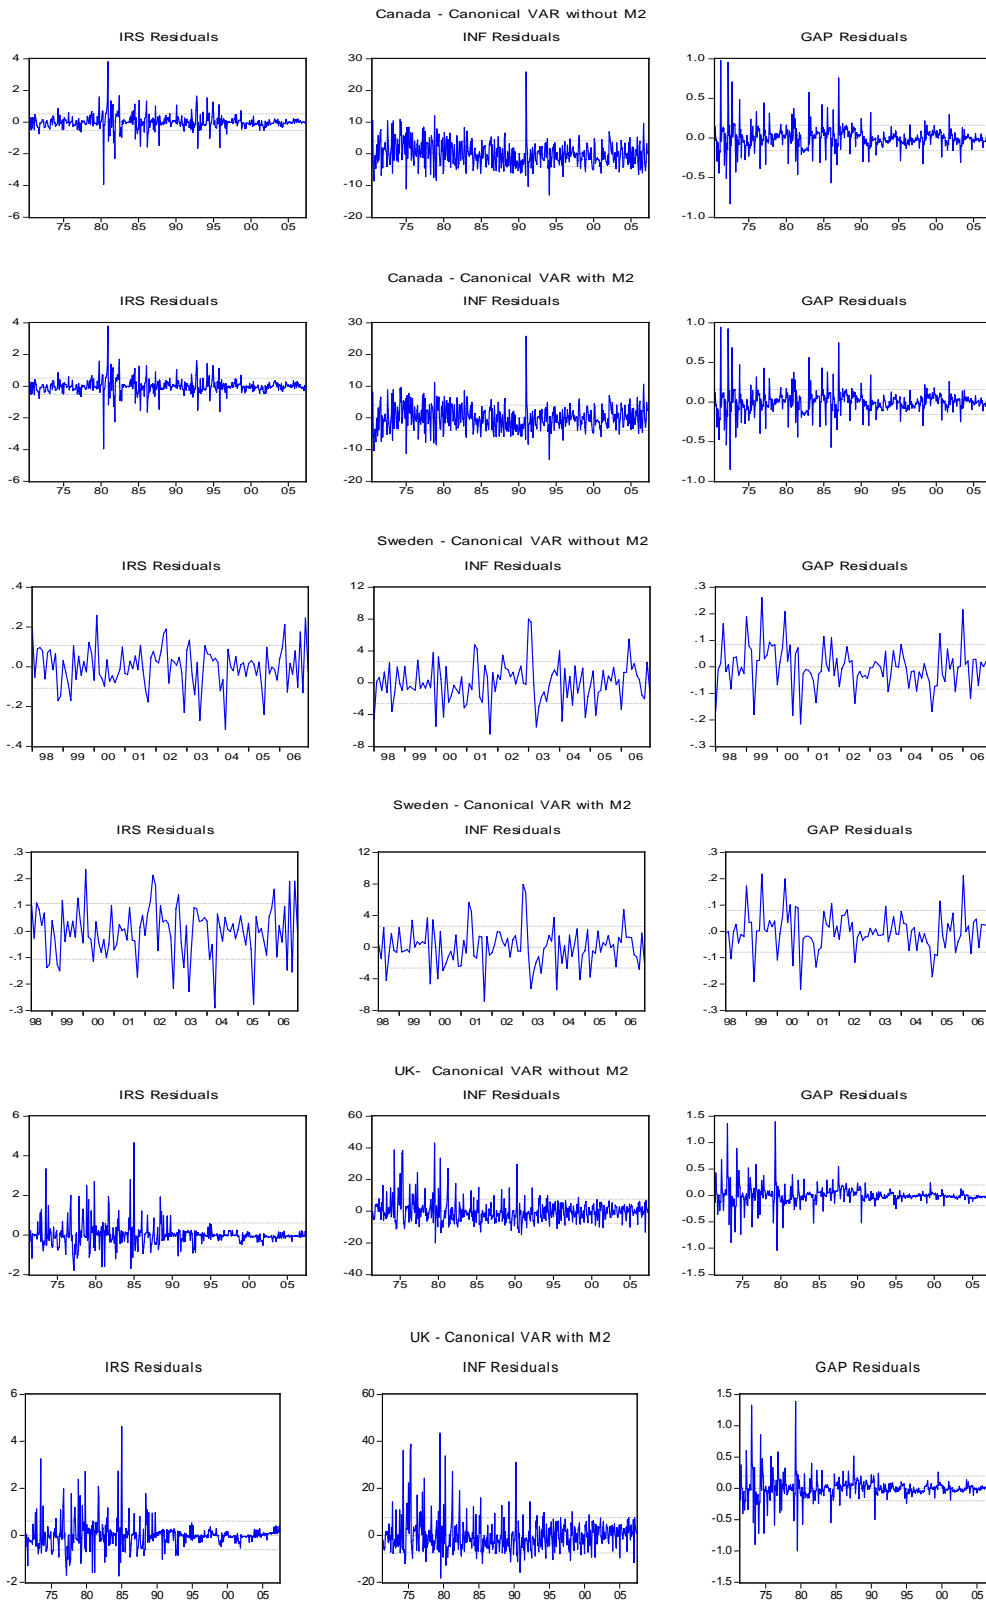 Canada - Canonical VAR without M2
IRS Residuals INF Residuals GAP Residuals
4 30 1.0
2 20 0.5
0 10 0.0
-2 0 -0.5
-4 -10 -1.0
-6 -20
75 80 85 90 95 00 05 75 80 85 90 95 00 05 75 80 85 90 95 00 05
Canada - Canonical VAR with M2
IRS Residuals INF Residuals GAP Residuals
4 30 1.0
2 20 0.5
0 10 0.0
-2 0 -0.5
-4 -10 -1.0
-6 -20
75 80 85 90 95 00 05 75 80 85 90 95 00 05 75 80 85 90 95 00 05
Sweden - Canonical VAR without M2
IRS Residuals INF Residuals GAP Residuals
.4 12 .3
.2 8 .2
.0 4 .1
-.2 0 .0
-.4 -4 -.1
-8 -.2
-.3
98 99 00 01 02 03 04 05 06 98 99 00 01 02 03 04 05 06 98 99 00 01 02 03 04 05 06
Sweden - Canonical VAR with M2
IRS Residuals INF Residuals GAP Residuals
.3 12 .3
.2 8 .2
.1 4 .1
.0 0 .0
-.1 -4 -.1
-.2 -8 -.2
-.3 -.3
98 99 00 01 02 03 04 05 06 98 99 00 01 02 03 04 05 06 98 99 00 01 02 03 04 05 06
UK- Canonical VAR without M2
IRS Residuals INF Residuals GAP Residuals
6 60 1.5
4 40 1.0
2 20 0.5
0 0 0.0
-2 -20 -0.5
-40 -1.0
-1.5
75 80 85 90 95 00 05 75 80 85 90 95 00 05 75 80 85 90 95 00 05
UK - Canonical VAR with M2
IRS Residuals INF Residuals GAP Residuals
6 60 1.5
4 40 1.0
2 20 0.5
0 0 0.0
-2 -20 -0.5
-1.0
-1.5
75 80 85 90 95 00 05 75 80 85 90 95 00 05 75 80 85 90 95 00 05